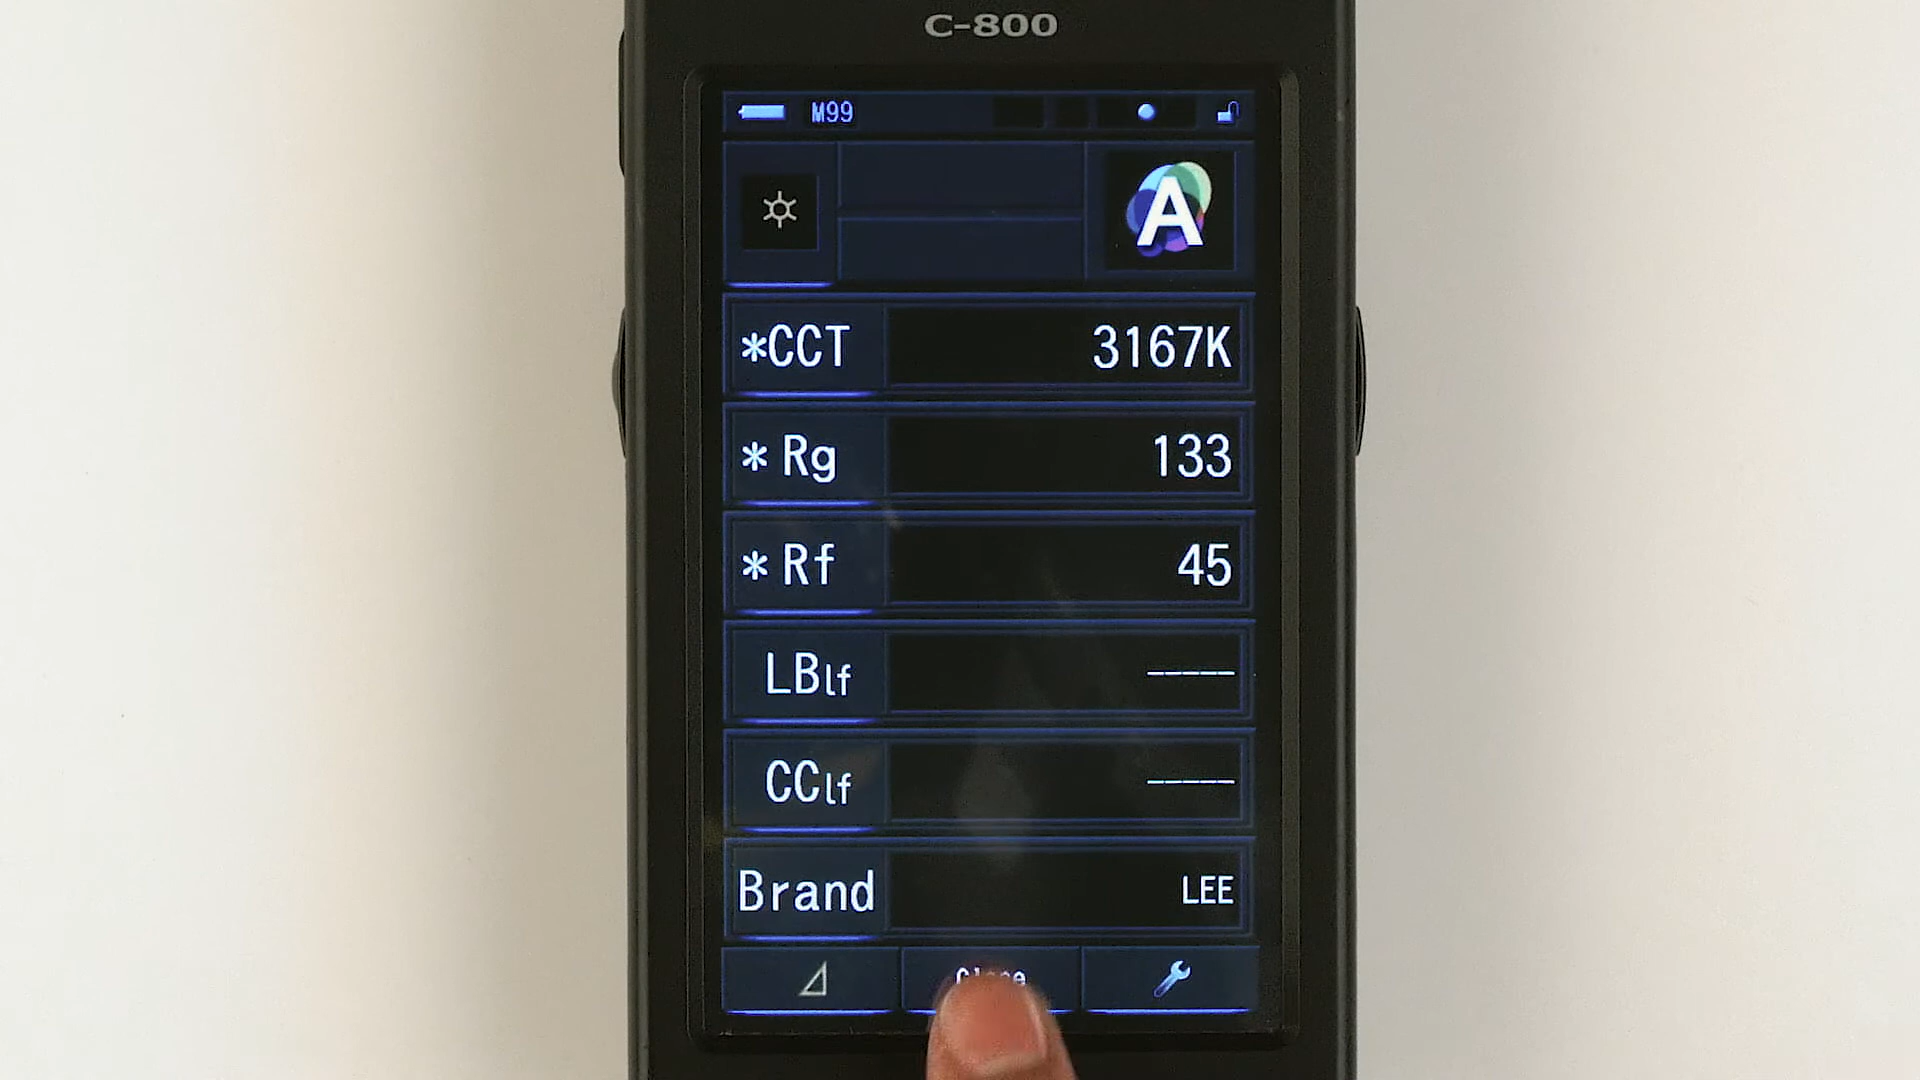 C-800
M99
A
*CCT 3167K
* Rg 133
* Rf 45
LBlf -----
CClf -----
Brand LEE